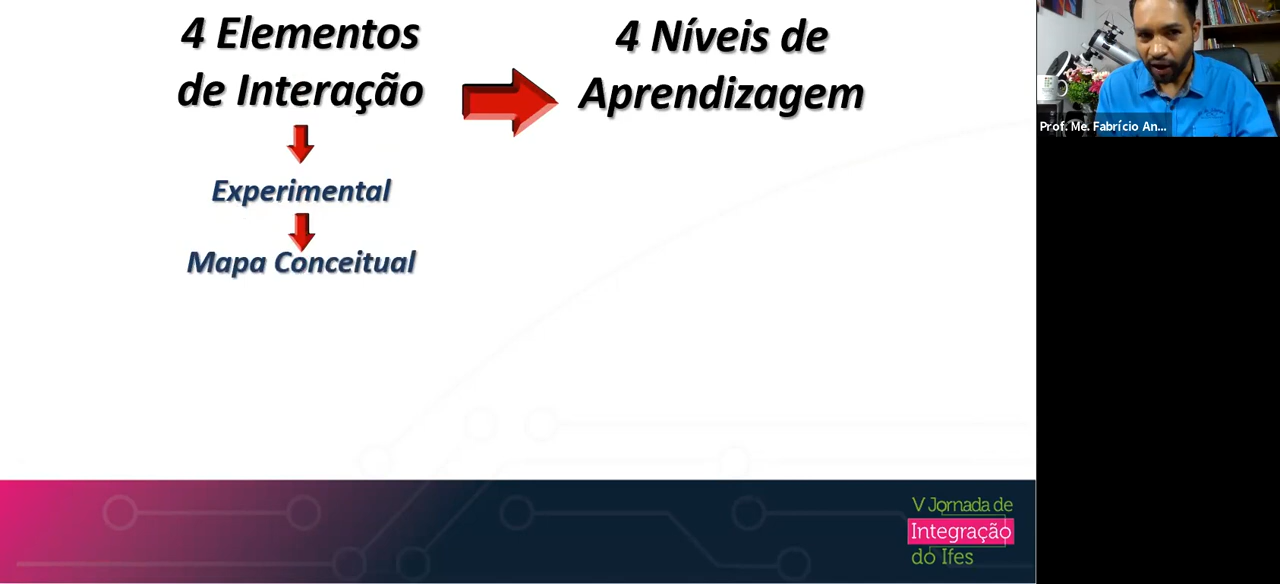 4 Elementos
de Interação
4 Níveis de
Aprendizagem
Experimental
Mapa Conceitual
Prof. Me. Fabrício An...
V Jornada de
Integração
do Ifes